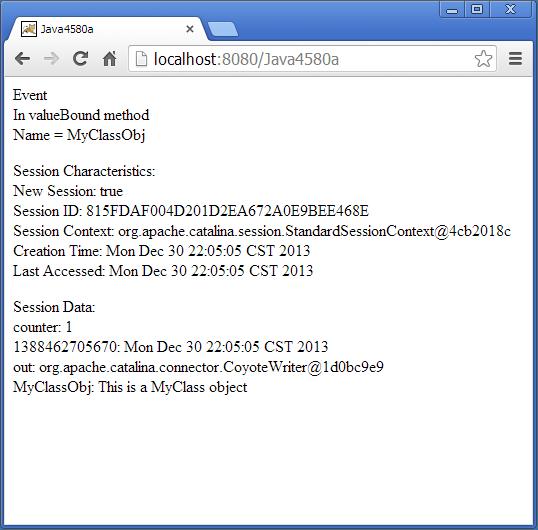 Java4580a
localhost:8080/Java4580a
Event
In valueBound method
Name = MyClassObj
Session Characteristics:
New Session: true
Session ID: 815FDAF004D201D2EA672A0E9BEE468E
Session Context: org.apache.catalina.session.StandardSessionContext@4cb2018c
Creation Time: Mon Dec 30 22:05:05 CST 2013
Last Accessed: Mon Dec 30 22:05:05 CST 2013
Session Data:
counter: 1
1388462705670: Mon Dec 30 22:05:05 CST 2013
out: org.apache.catalina.connector.CoyoteWriter@1d0bc9e9
MyClassObj: This is a MyClass object